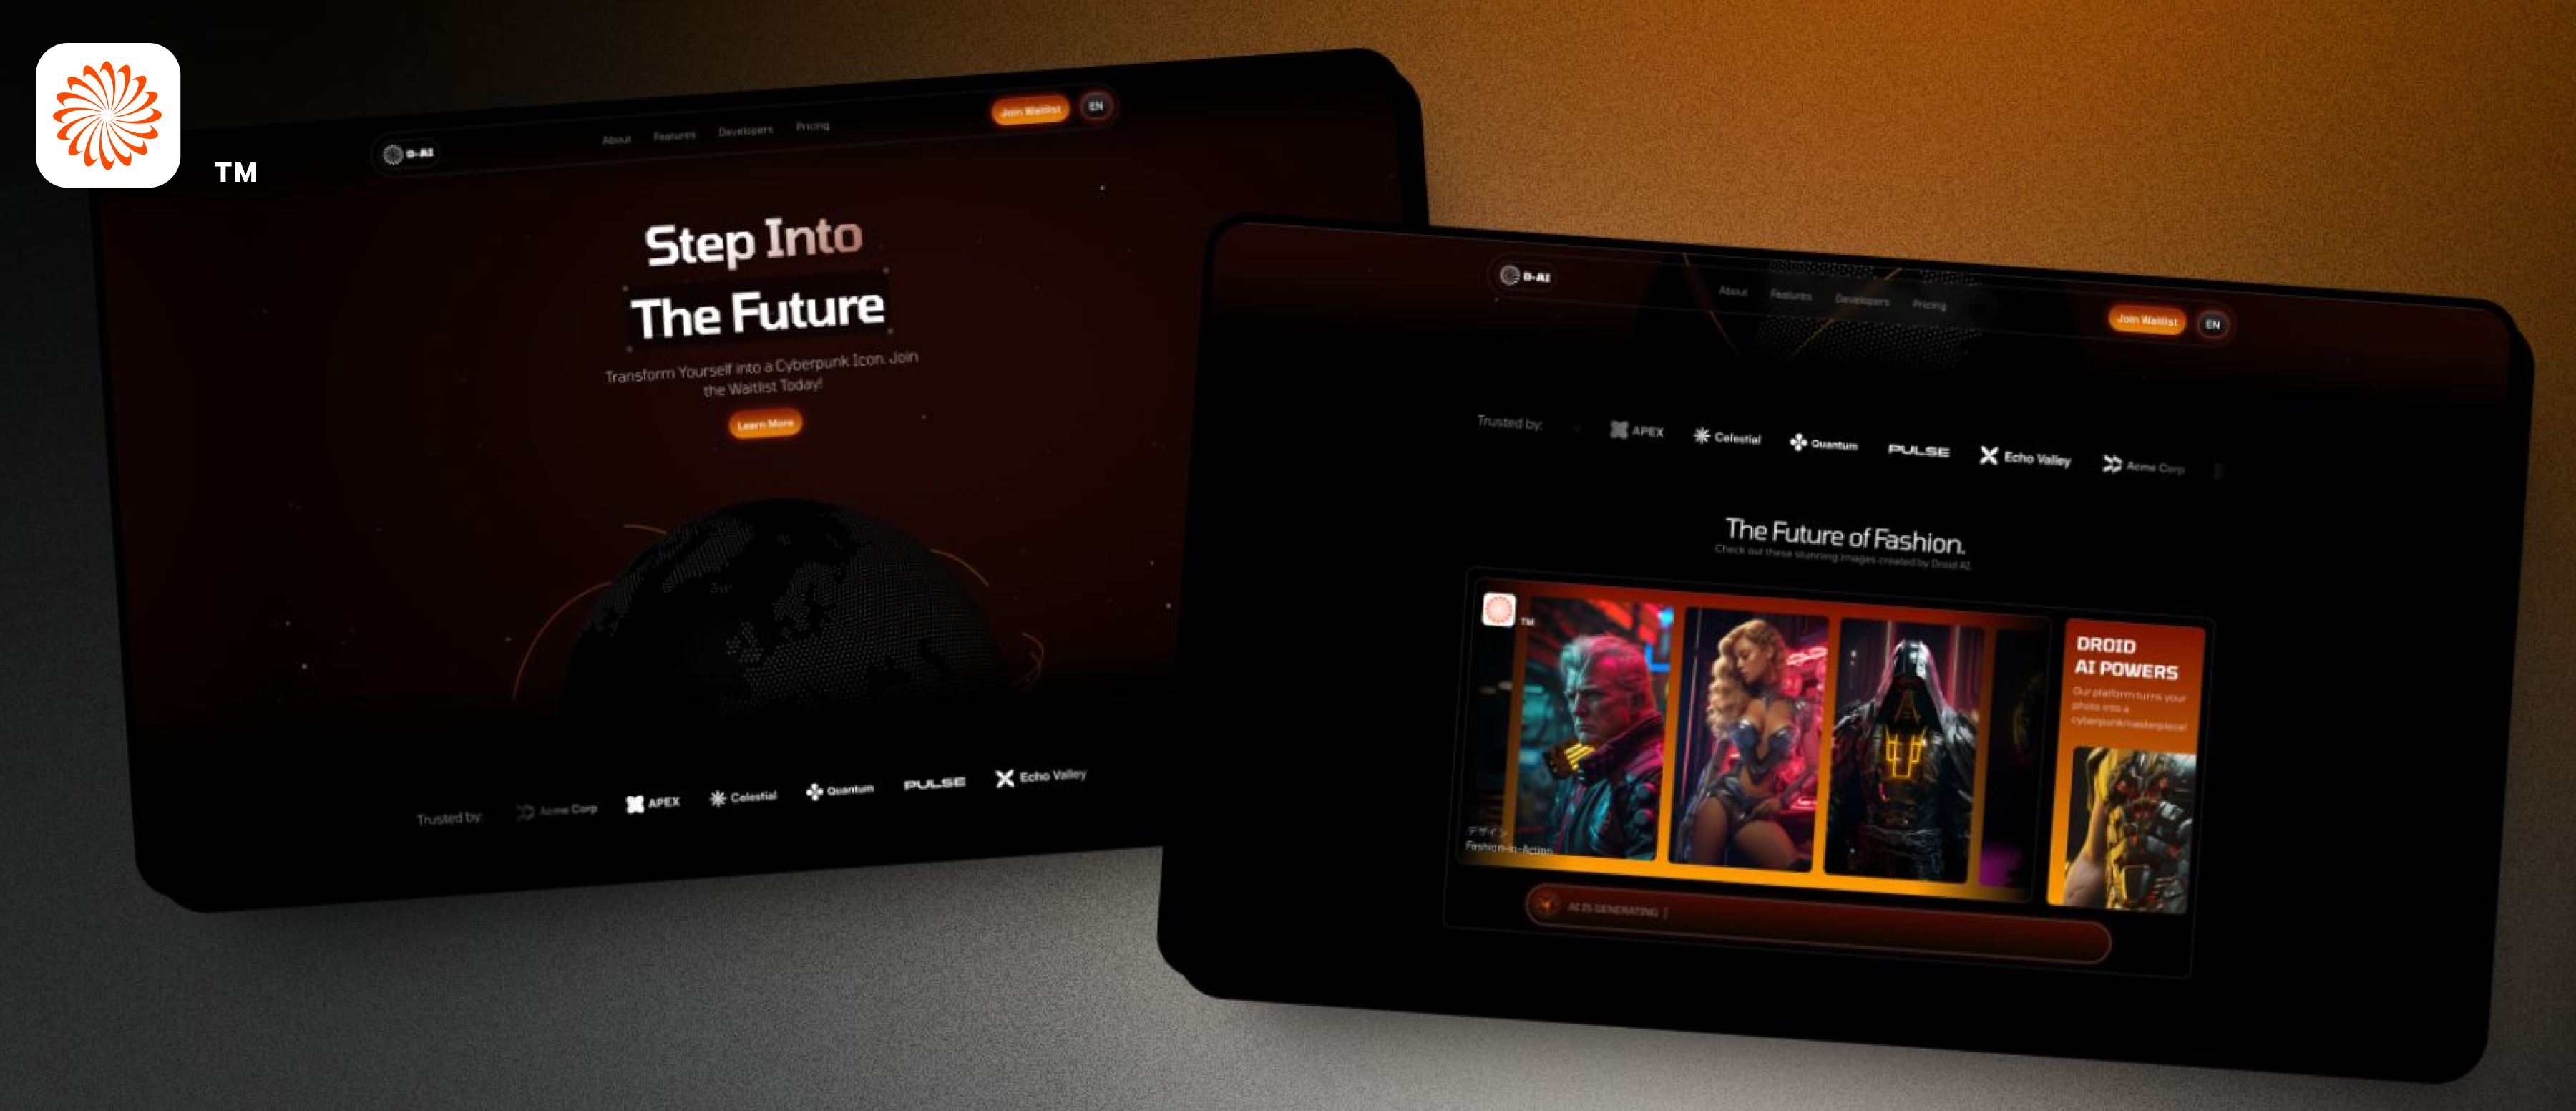 TM
D-AI
About Features Developers Pricing
Join Waitlist
EN
Step Into
The Future
Transform Yourself into a Cyberpunk Icon. Join
the Waitlist Today!
Learn More
Trusted by: Acme Corp APEX Celestial Quantum PULSE Echo Valley
D-AI
About Features Developers Pricing
Join Waitlist
EN
Trusted by: APEX Celestial Quantum PULSE Echo Valley Acme Corp
The Future of Fashion.
Check out these stunning images created by Droid AI.
TM
デザイン
Fashion-in-Action
DROID
AI POWERS
Our platform turns your
photo into a
cyberpunkmasterpiece!
AI IS GENERATING